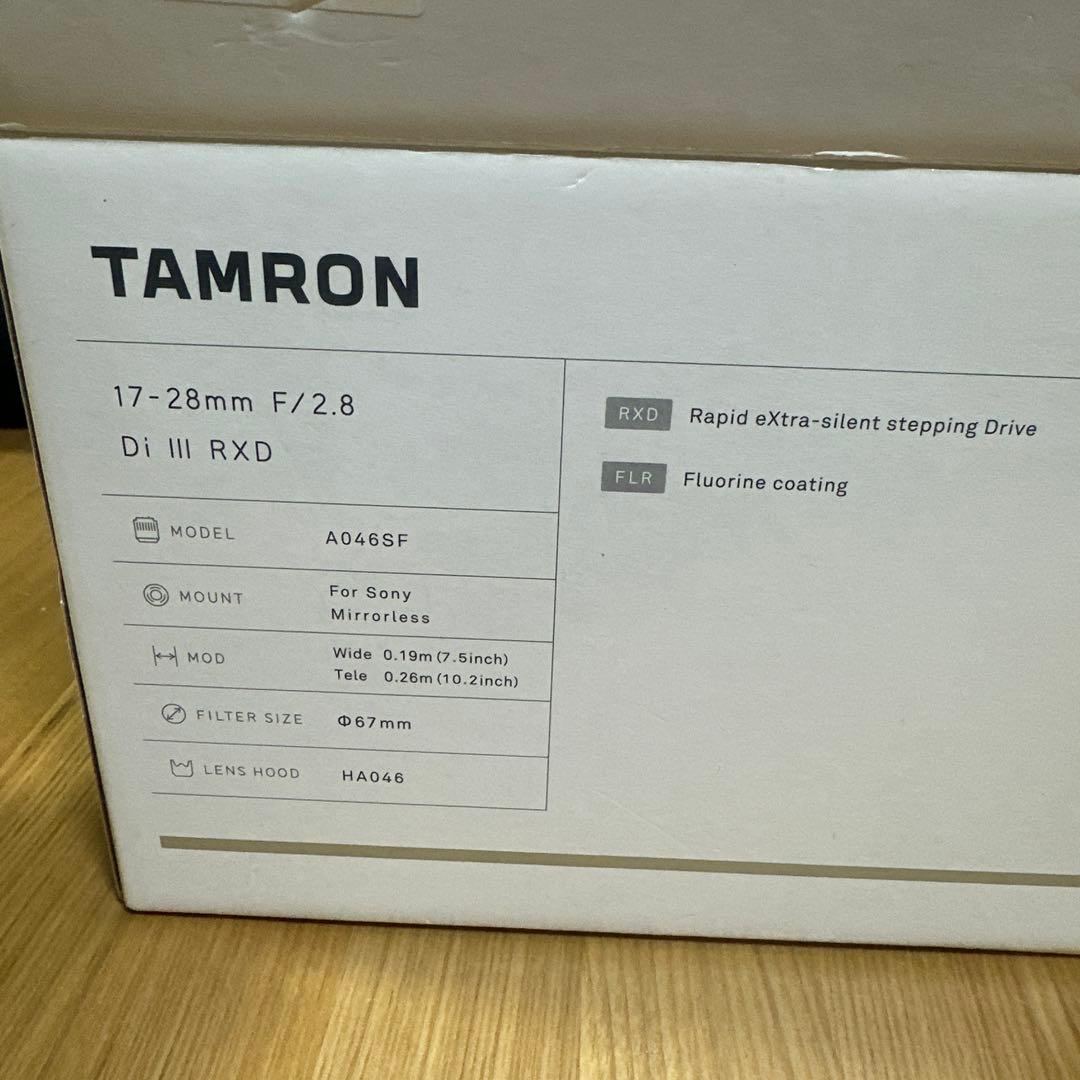 TAMRON
17-28mm F/2.8
Di III RXD
MODEL A046SF
MOUNT For Sony
Mirrorless
MOD Wide 0.19m (7.5inch)
Tele 0.26m (10.2inch)
FILTER SIZE Φ67mm
LENS HOOD HA046
RXD Rapid eXtra-silent stepping Drive
FLR Fluorine coating